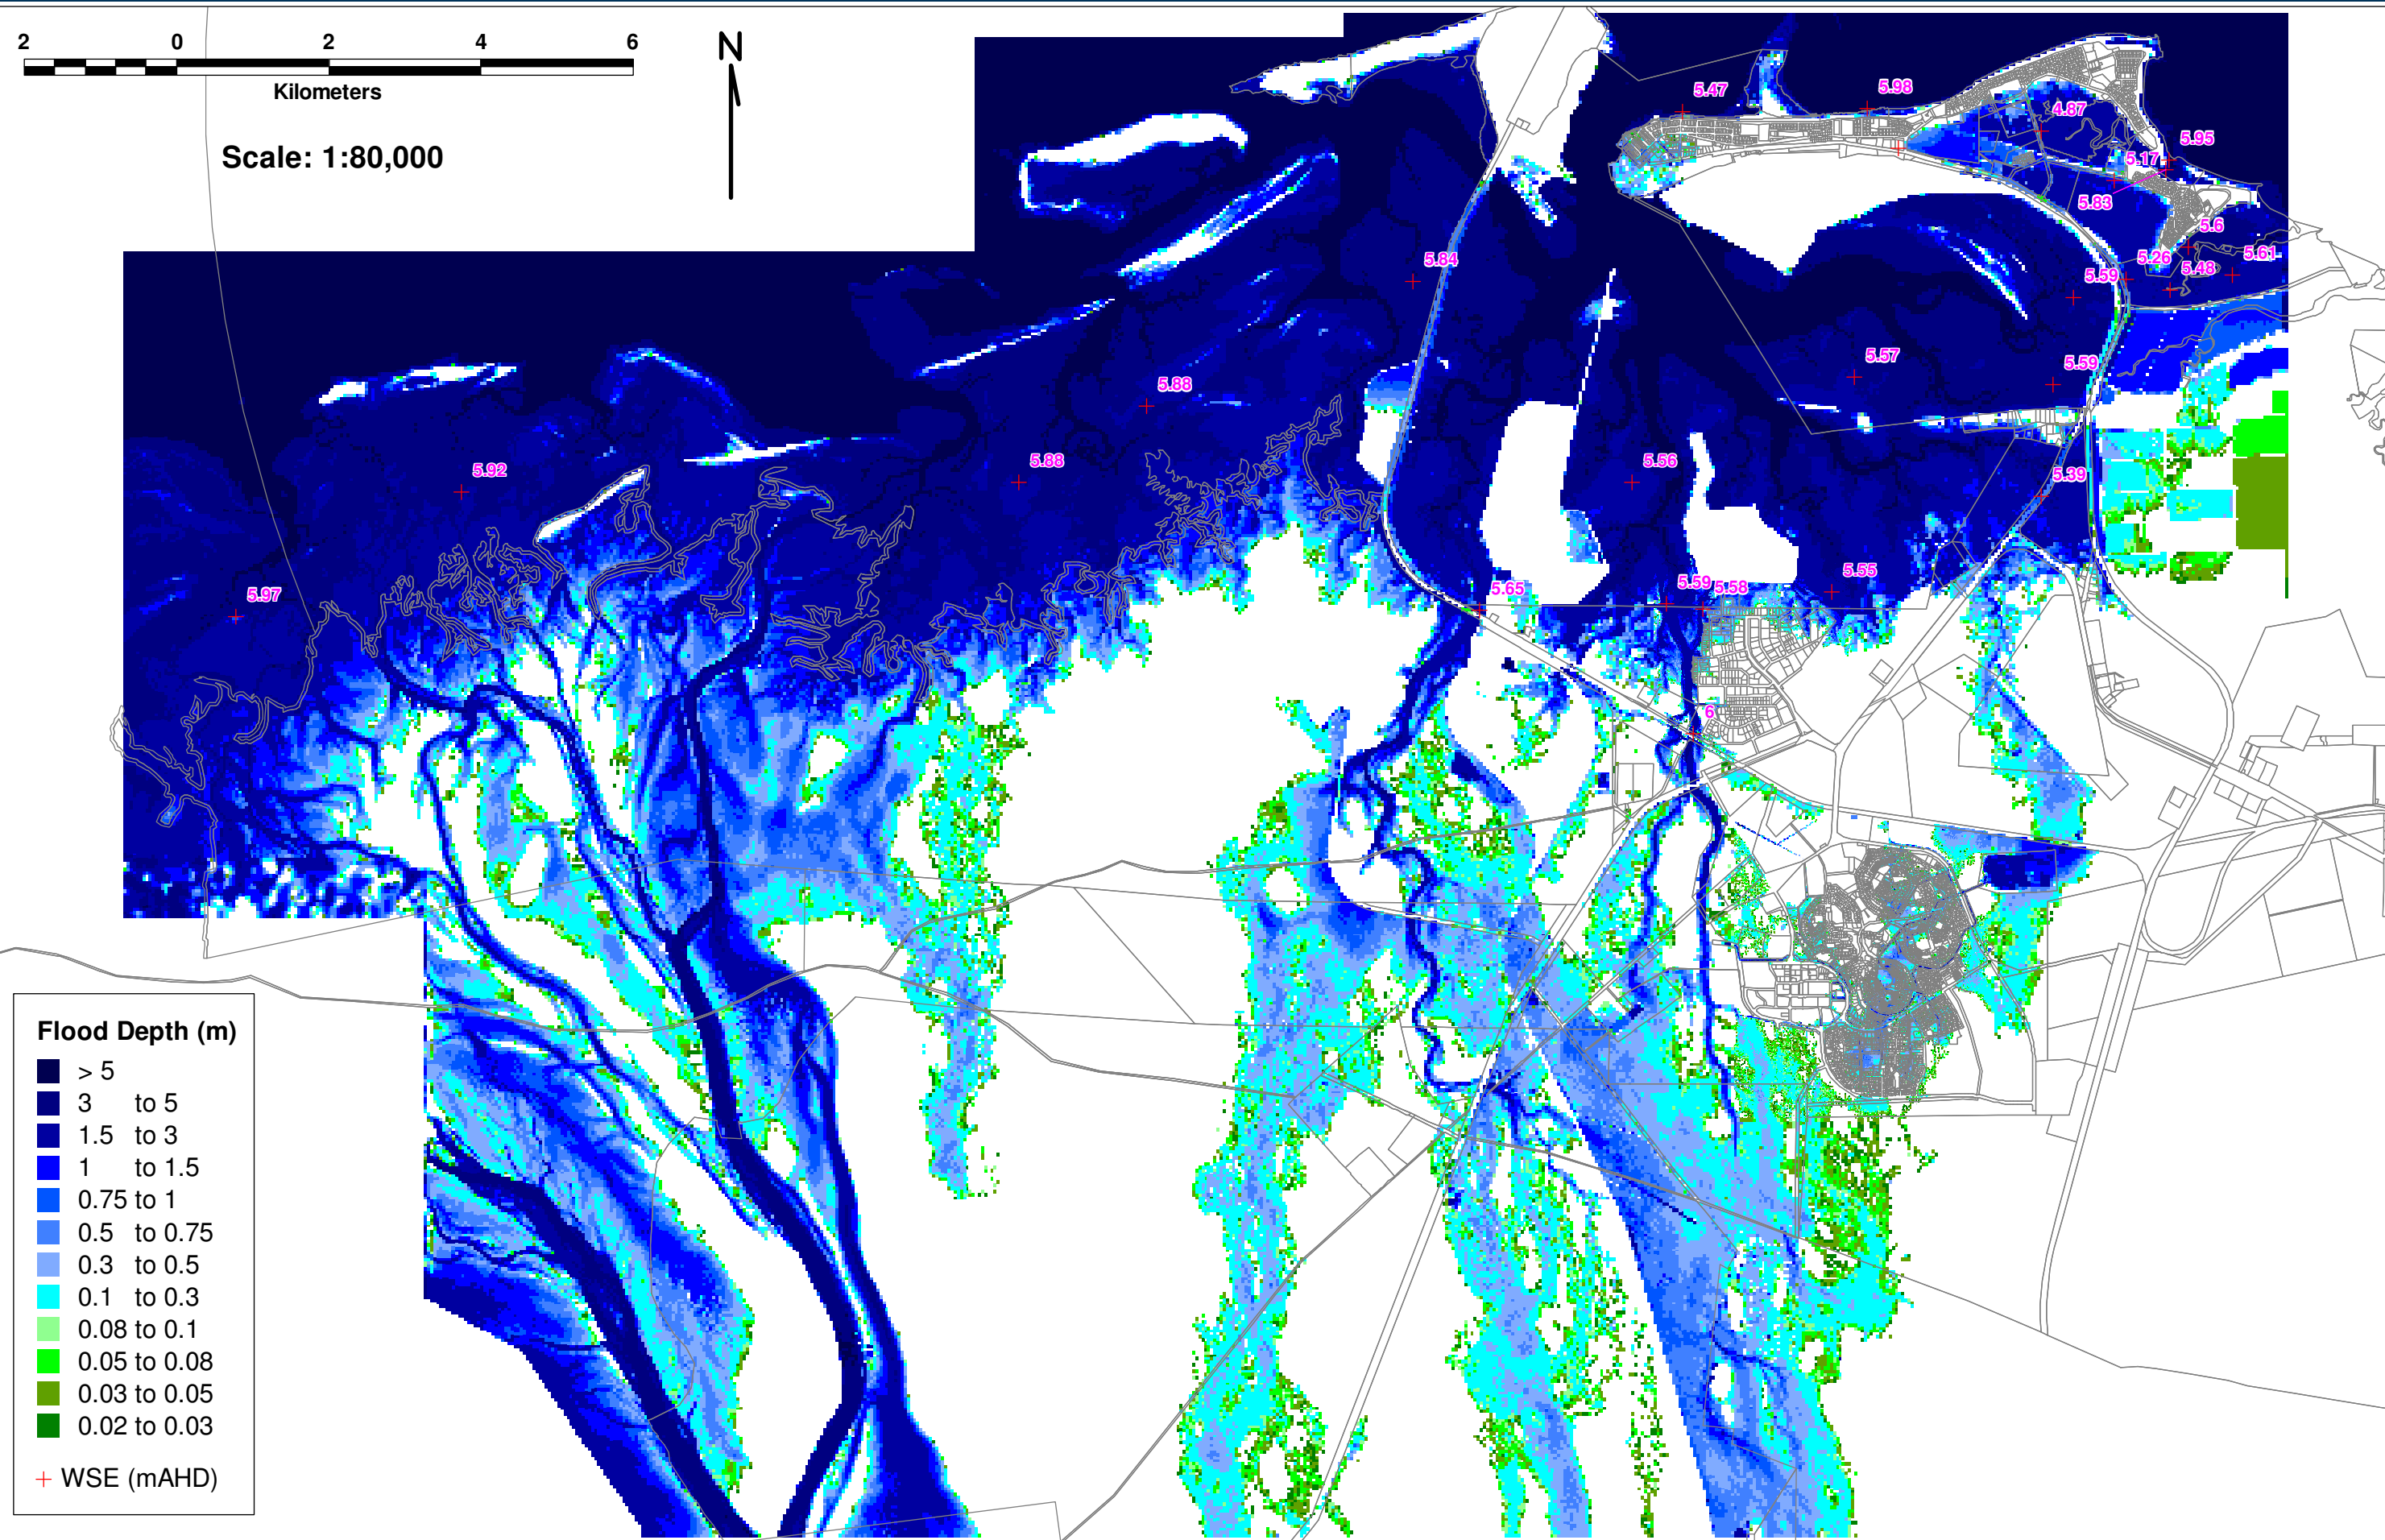 2 0 2 4 6
Kilometers
Scale: 1:80,000
N
5.47
5.98
4.87
5.95
5.17
5.83
5.6
5.84
5.26
5.61
5.59
5.48
5.57
5.59
5.88
5.92
5.88
5.56
5.39
5.97
5.65
5.59
5.58
5.55
6
Flood Depth (m)
> 5
3 to 5
1.5 to 3
1 to 1.5
0.75 to 1
0.5 to 0.75
0.3 to 0.5
0.1 to 0.3
0.08 to 0.1
0.05 to 0.08
0.03 to 0.05
0.02 to 0.03
+ WSE (mAHD)